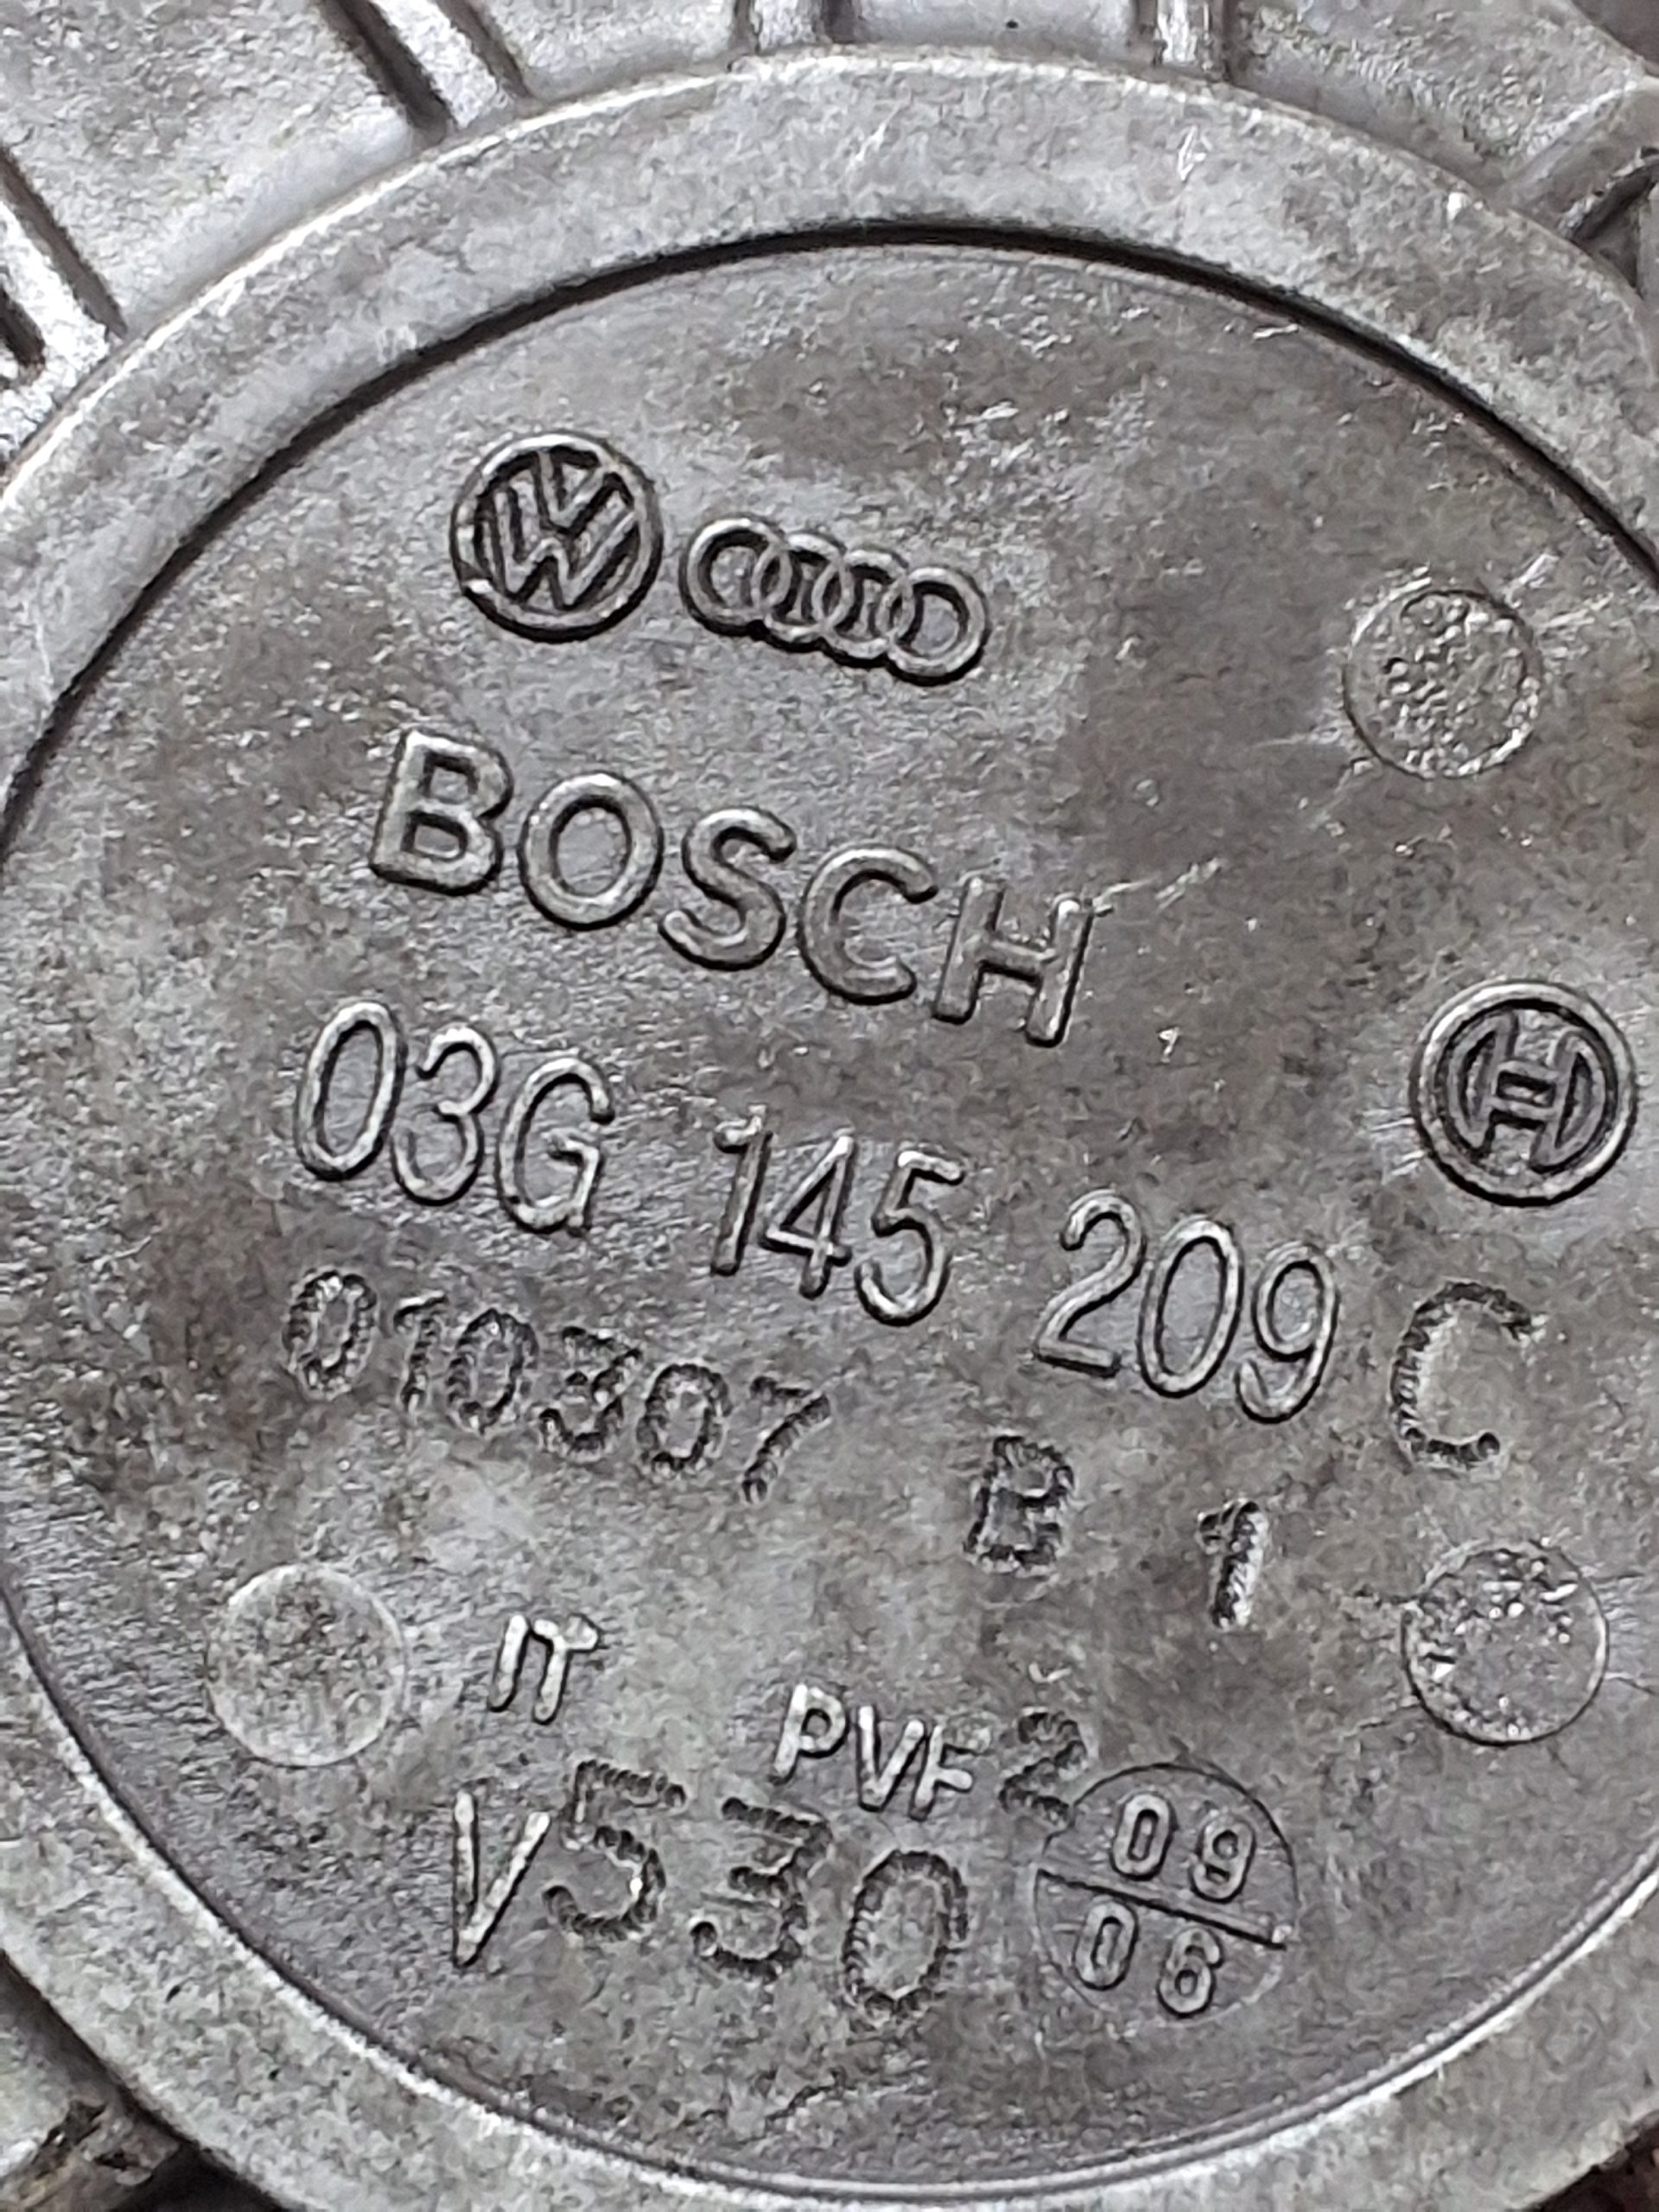 BOSCH
03G 145 209 C
010307 B 1
IT PVF 2
V530
09
06